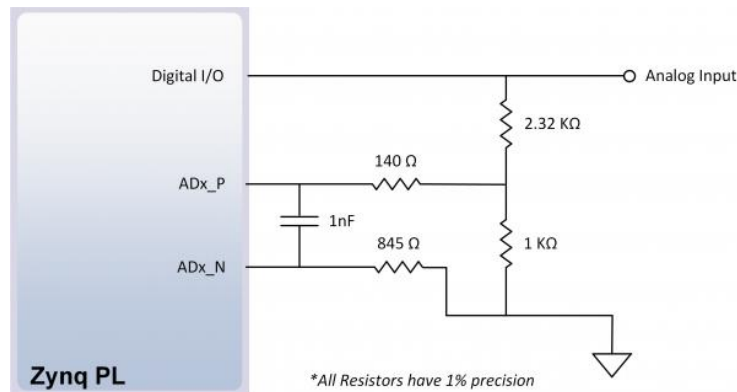 Digital I/O
Analog Input
2.32 KΩ
140 Ω
ADx_P
1nF
845 Ω
1 KΩ
ADx_N
Zynq PL
*All Resistors have 1% precision